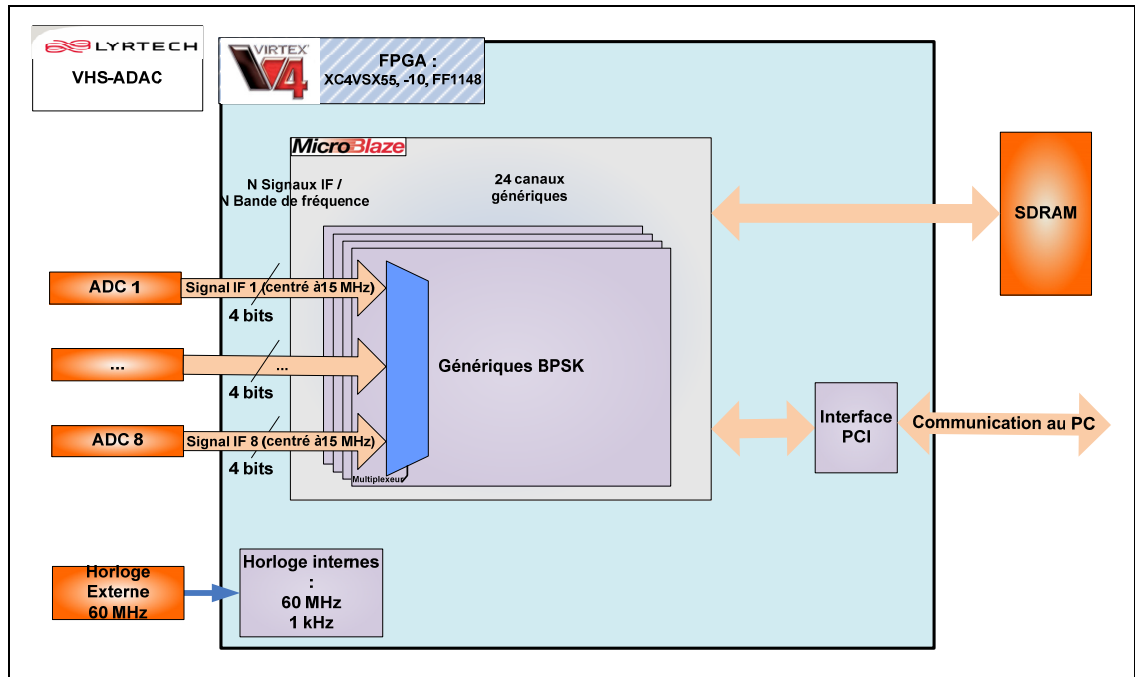 LYRTECH
VHS-ADAC
VIRTEX
V4
FPGA :
XC4VSX55, -10, FF1148
MicroBlaze
N Signaux IF /
N Bande de fréquence
24 canaux
génériques
SDRAM
ADC 1
Signal IF 1 (centré à15 MHz)
4 bits
...
...
4 bits
Génériques BPSK
ADC 8
Signal IF 8 (centré à15 MHz)
4 bits
Multiplexeur
Interface
PCI
Communication au PC
Horloge
Externe
60 MHz
Horloge internes
:
60 MHz
1 kHz